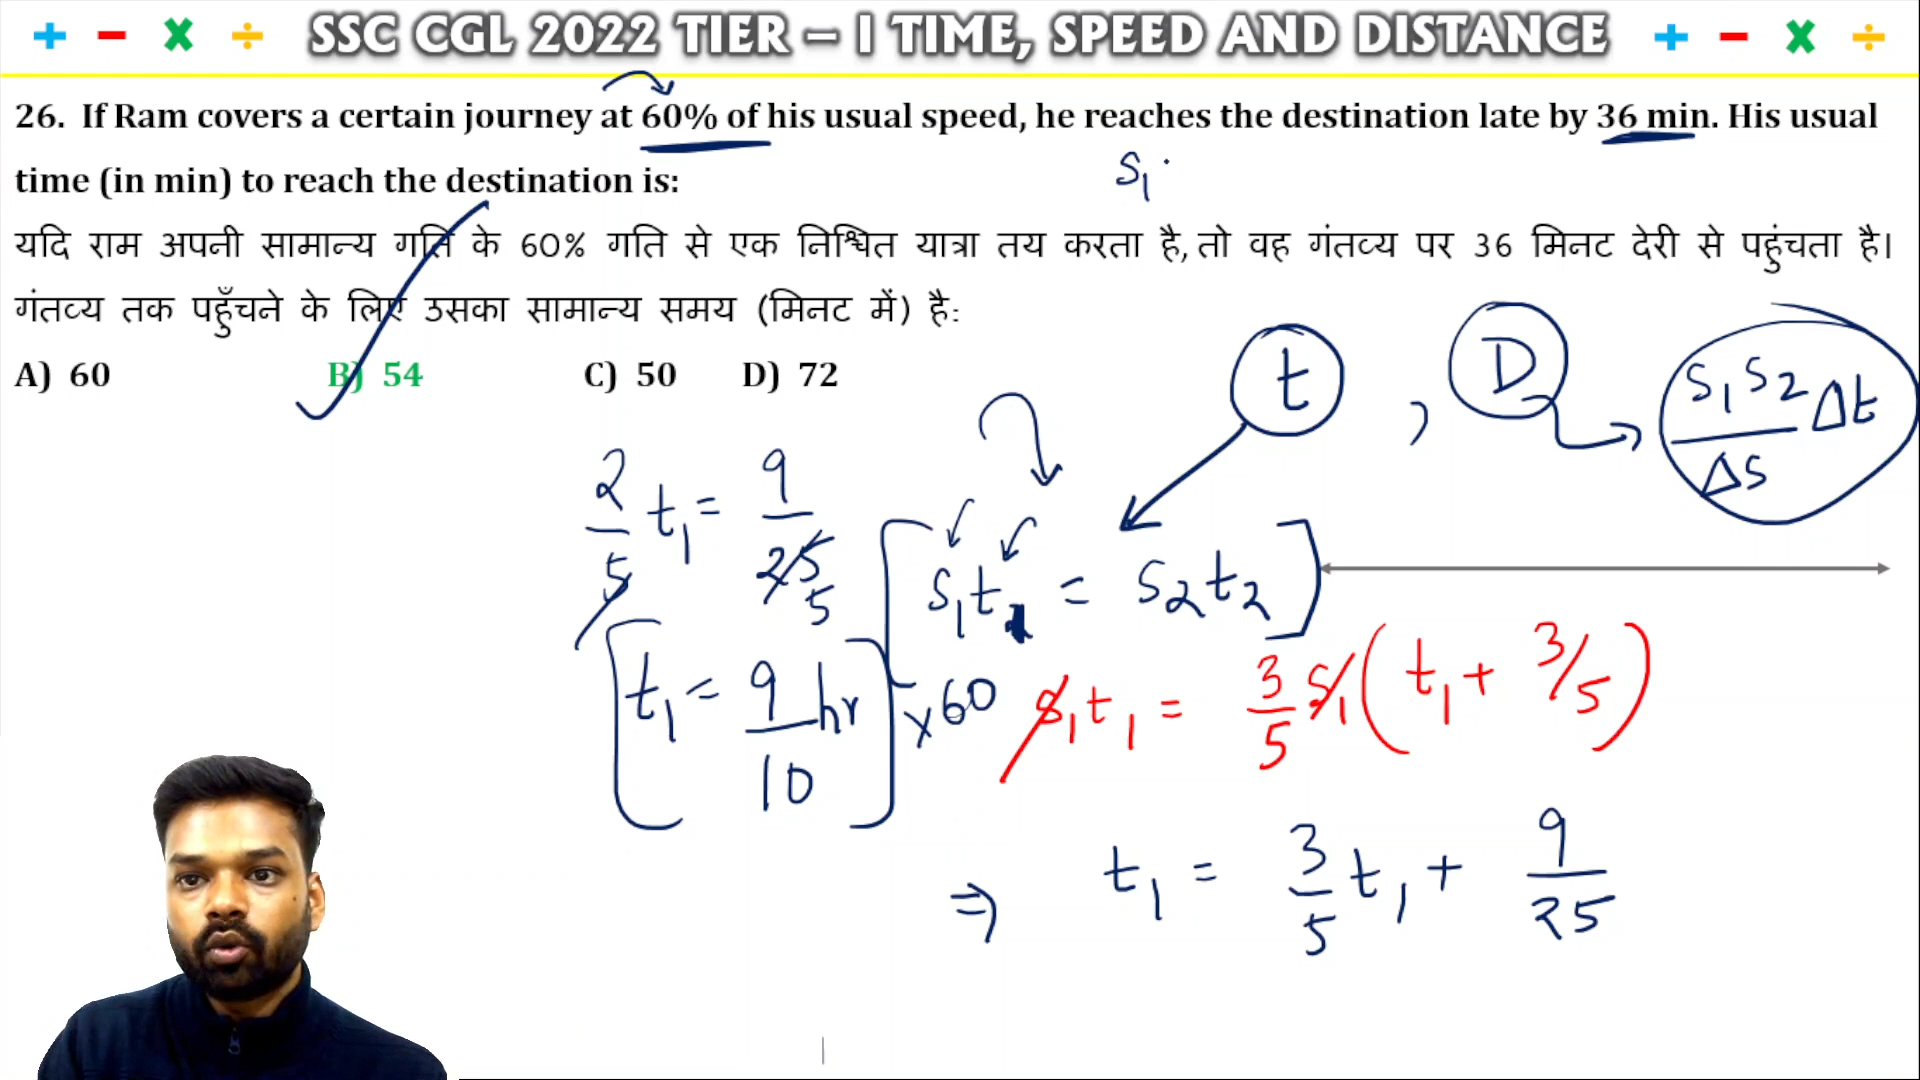 + - × ÷ SSC CGL 2022 TIER – I TIME, SPEED AND DISTANCE + - × ÷
26. If Ram covers a certain journey at 60% of his usual speed, he reaches the destination late by 36 min. His usual
time (in min) to reach the destination is:
S₁
यदि राम अपनी सामान्य गति के 60% गति से एक निश्चित यात्रा तय करता है, तो वह गंतव्य पर 36 मिनट देरी से पहुंचता है।
गंतव्य तक पहुँचने के लिए उसका सामान्य समय (मिनट में) है:
A) 60 B) 54 C) 50 D) 72
t , D → S₁S₂/ΔS Δt
2/5 t₁ = 9/25 5
S₁t₁ = S₂t₂
t₁ = 9/10 hr ×60
S₁t₁ = 3/5 S₁(t₁ + 3/5)
⇒ t₁ = 3/5 t₁ + 9/25